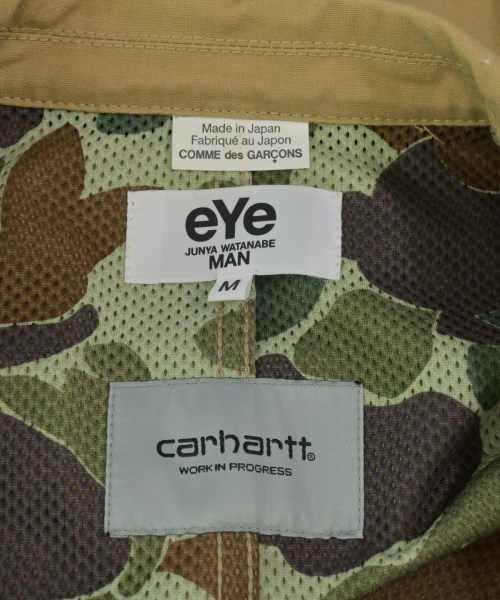 Made in Japan
Fabriqué au Japon
COMME des GARÇONS
eYe
JUNYA WATANABE
MAN
M
carhartt®
WORK IN PROGRESS